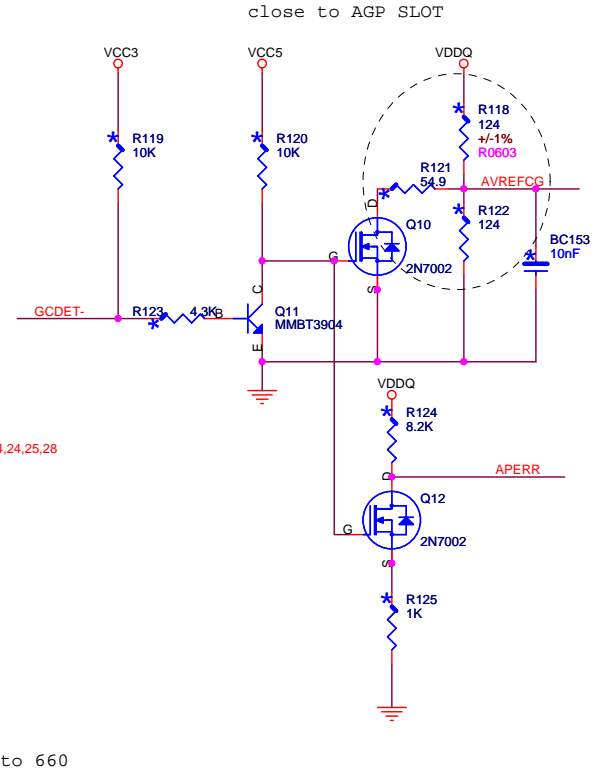 close to AGP SLOT
VCC3
VCC5
VDDQ
R119
10K
R120
10K
R118
124
+/-1%
R0603
R121
54.9
AVREFCG
D
Q10
R122
124
G
2N7002
S
BC153
10nF
GCDET-
R123
4.3K
B
C
Q11
MMBT3904
E
VDDQ
R124
8.2K
,24,25,28
D
APERR
Q12
G
2N7002
S
R125
1K
to 660